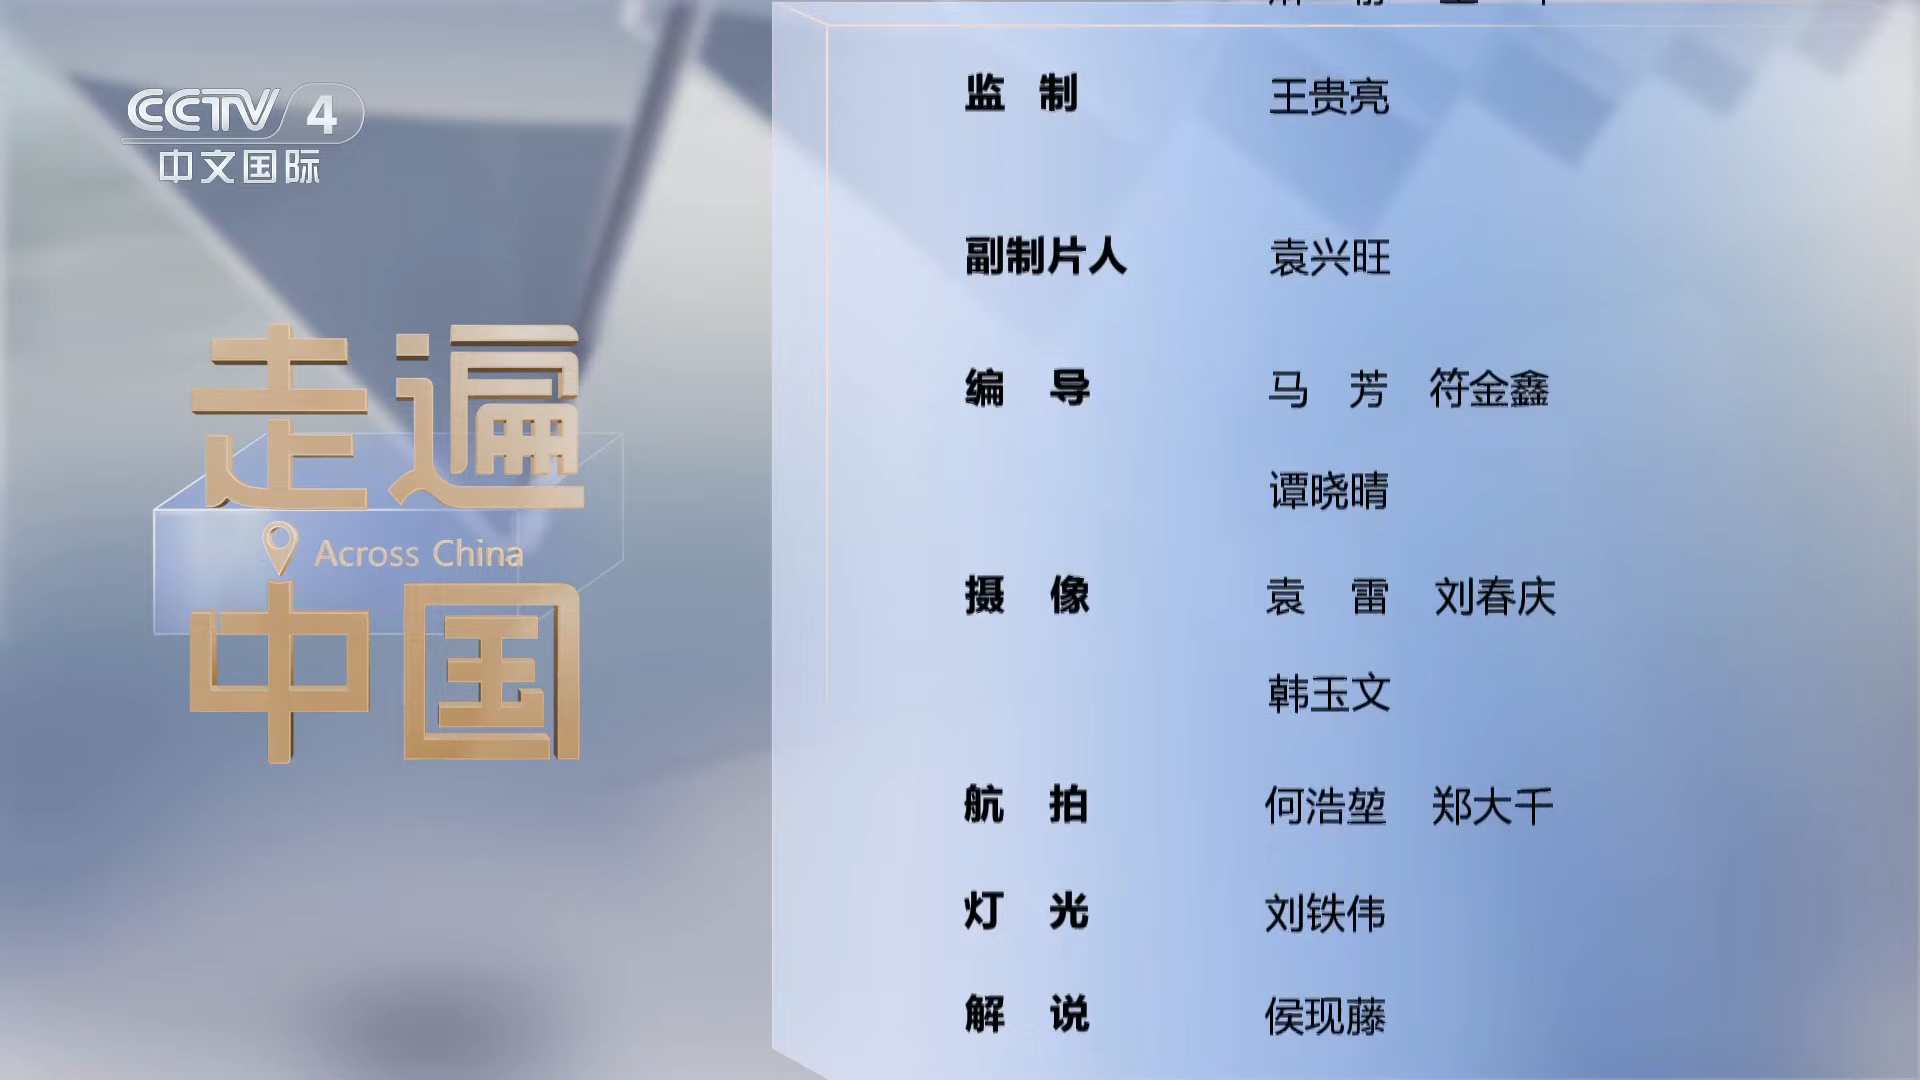 CCTV 4
中文国际
走遍
Across China
中国
监 制 王贵亮
副制片人 袁兴旺
编 导 马 芳 符金鑫
谭晓晴
摄 像 袁 雷 刘春庆
韩玉文
航 拍 何浩堃 郑大千
灯 光 刘铁伟
解 说 侯现藤